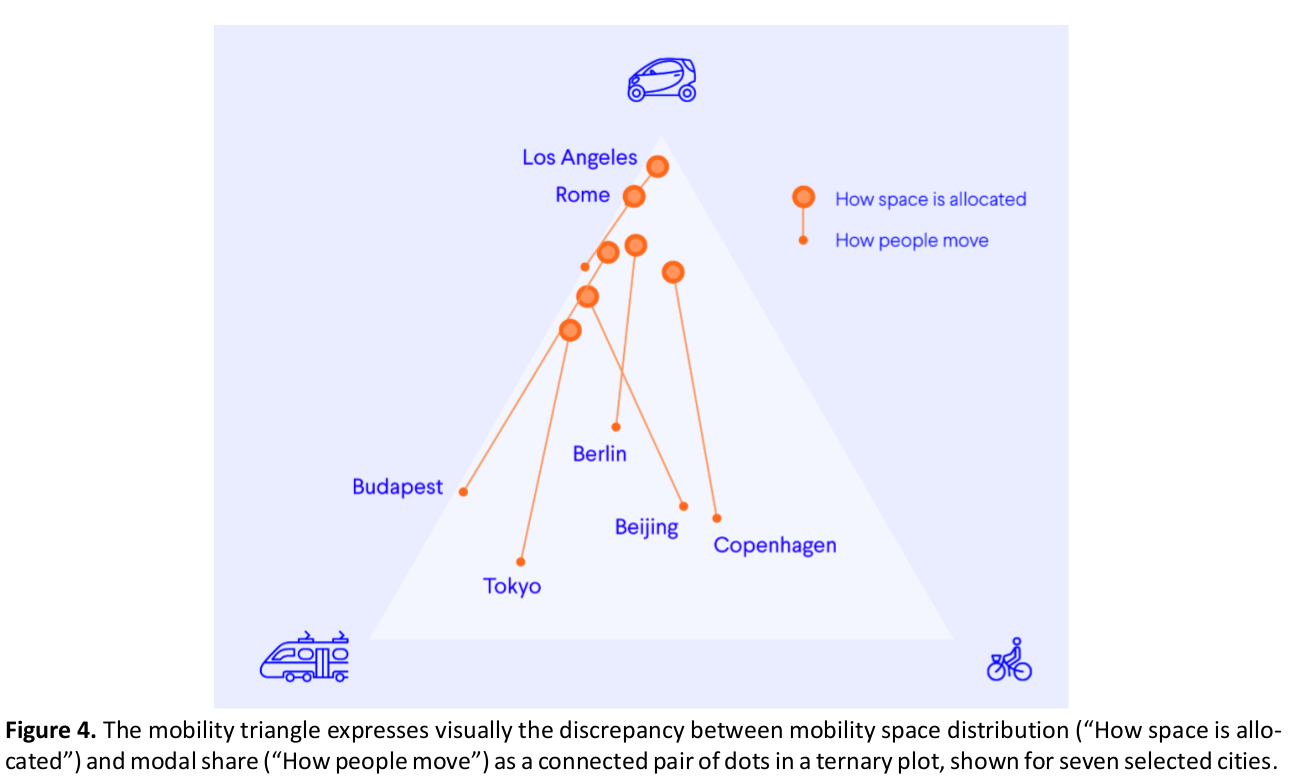 Los Angeles
Rome
How space is allocated
How people move
Berlin
Budapest
Beijing
Copenhagen
Tokyo
Figure 4. The mobility triangle expresses visually the discrepancy between mobility space distribution (“How space is allo-
cated”) and modal share (“How people move”) as a connected pair of dots in a ternary plot, shown for seven selected cities.